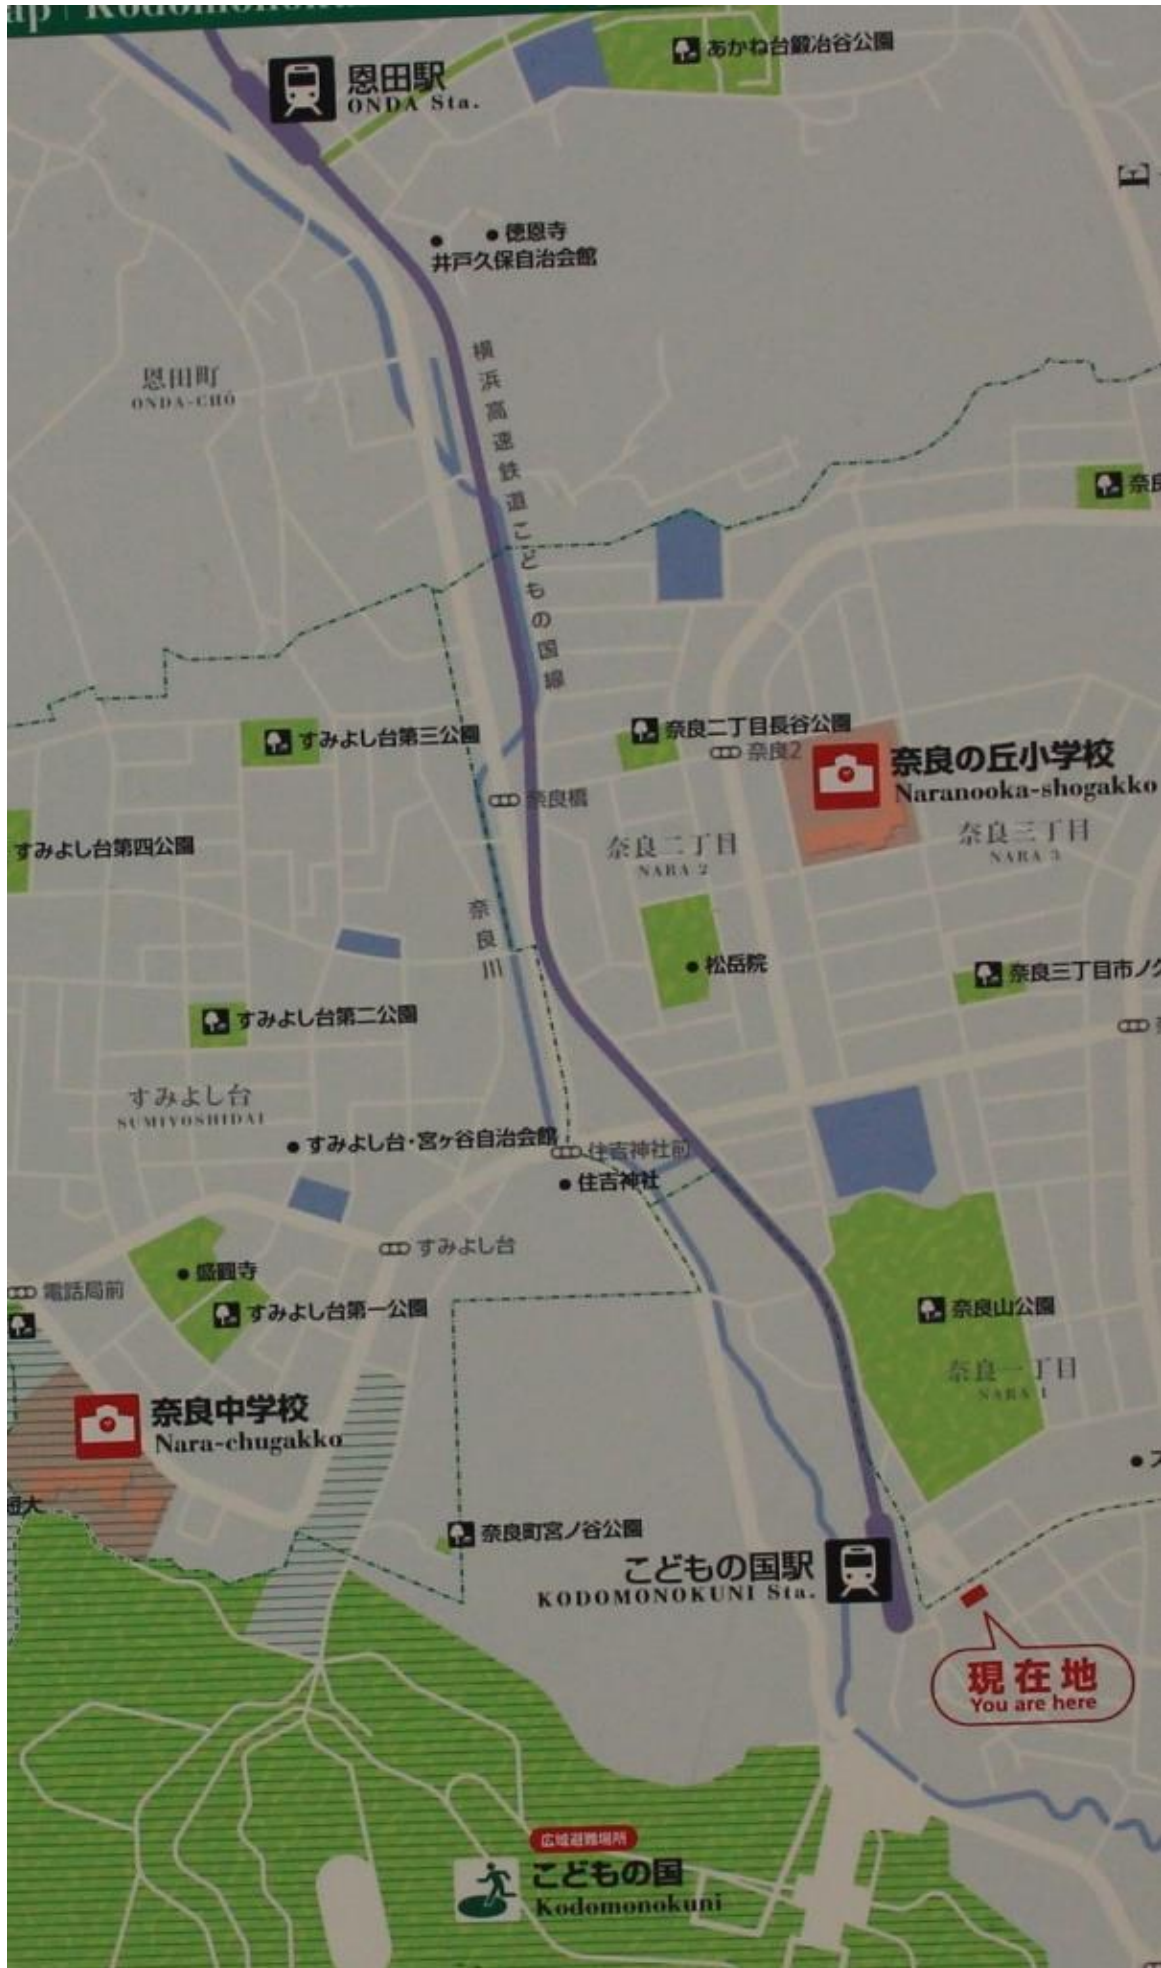 恩田駅
ONDA Sta.
あかね台鍛冶谷公園
徳恩寺
井戸久保自治会館
横浜高速鉄道こどもの国線
恩田町
ONDA-CHŌ
すみよし台第三公園
奈良二丁目長谷公園
奈良2
奈良の丘小学校
Naranooka-shogakko
奈良橋
奈良二丁目
NARA 2
奈良三丁目
NARA 3
すみよし台第四公園
奈良川
松岳院
奈良三丁目市ノ
すみよし台第二公園
すみよし台
SUMIYOSHIDAI
すみよし台・宮ヶ谷自治会館
住吉神社前
住吉神社
すみよし台
盛圓寺
電話局前
すみよし台第一公園
奈良山公園
奈良一丁目
NARA 1
奈良中学校
Nara-chugakko
奈良町宮ノ谷公園
こどもの国駅
KODOMONOKUNI Sta.
現在地
You are here
広域避難場所
こどもの国
Kodomonokuni